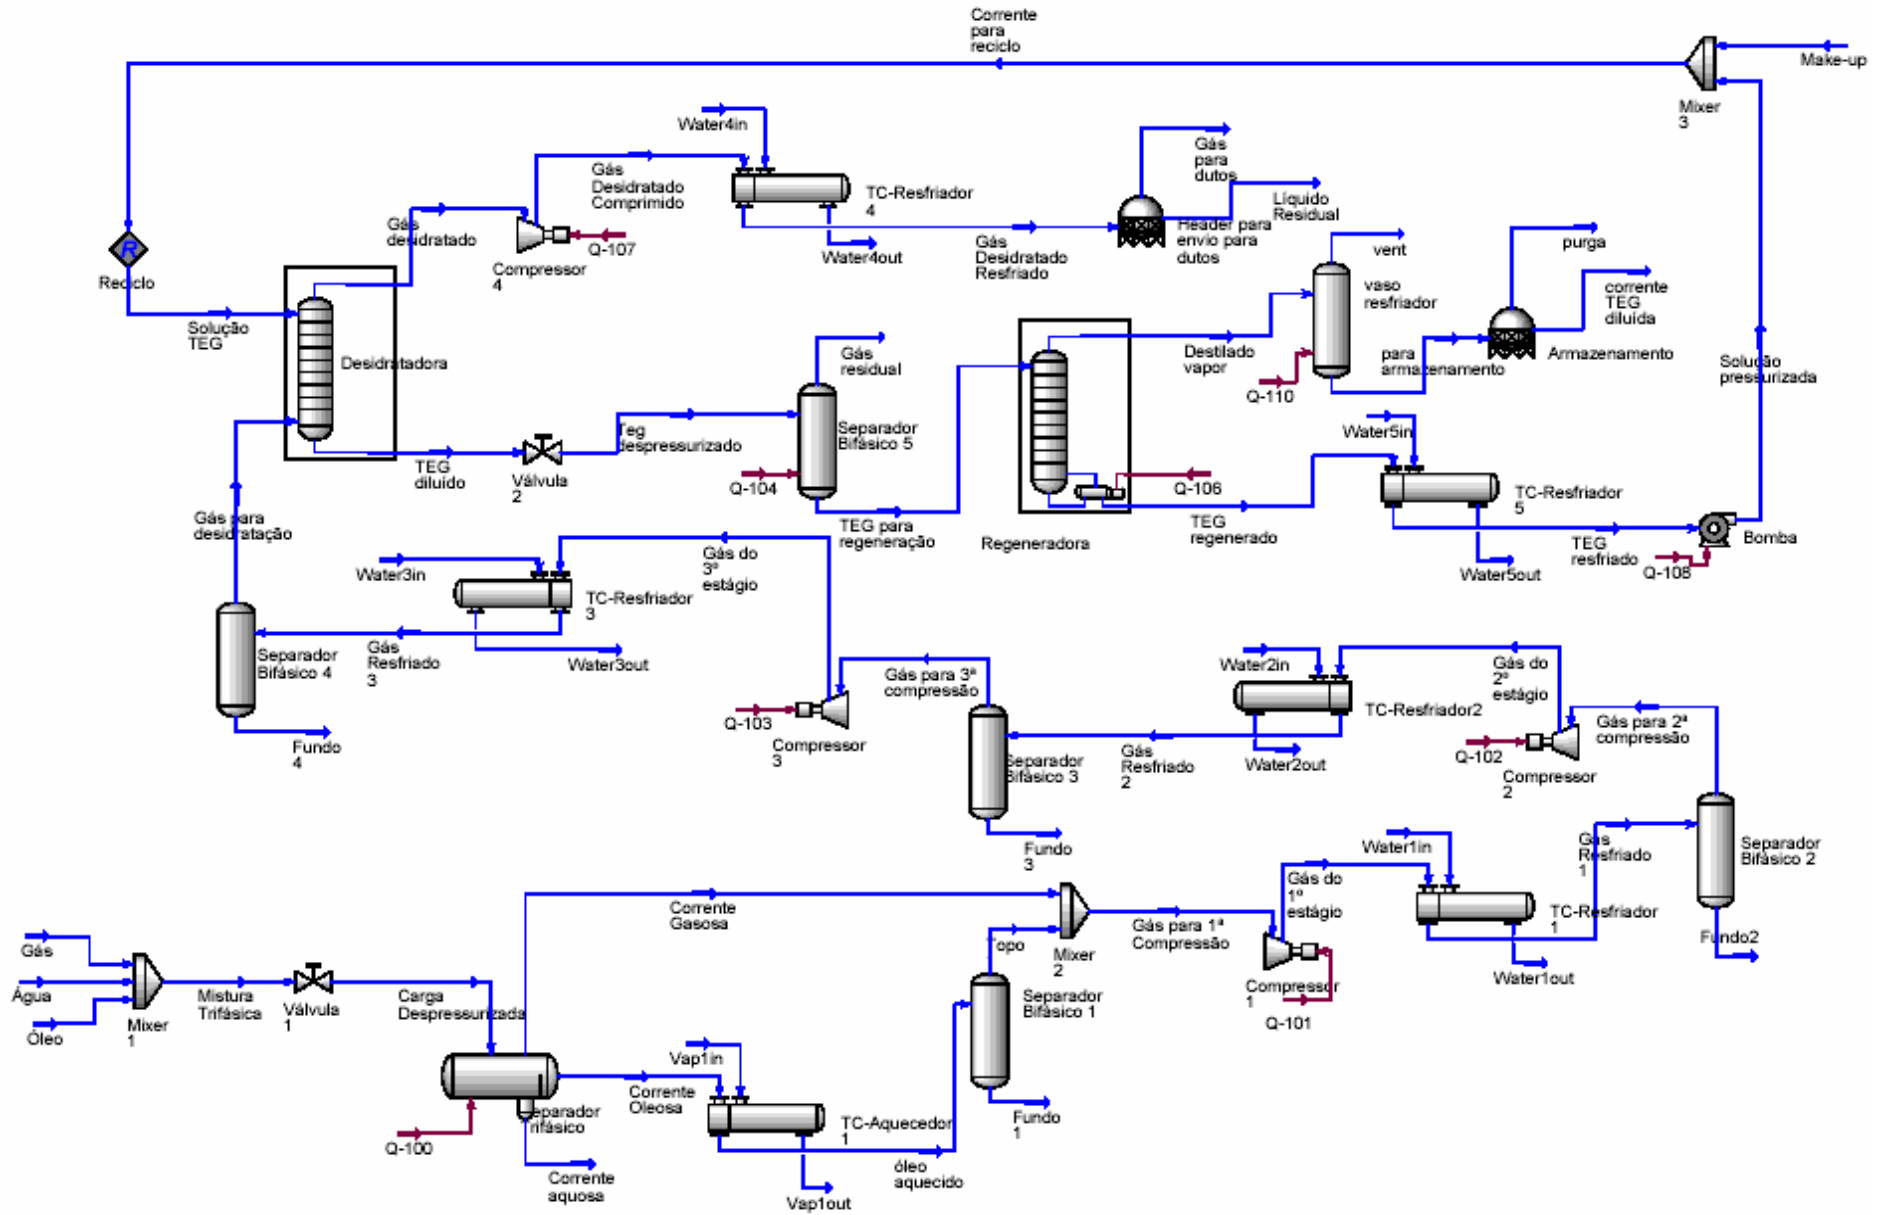 Corrente
para
reciclo
Make-up
Mixer
3
Water4in
Gás
Desidratado
Comprimido
TC-Resfriador
4
Gás
para
dutos
Líquido
Residual
Header para
envio para
dutos
Gás
desidratado
Q-107
Compressor
4
Water4out
Gás
Desidratado
Resfriado
R
Reciclo
Solução
TEG
Desidratadora
vent
vaso
resfriador
purga
corrente
TEG
diluída
Armazenamento
Destilado
vapor
para
armazenamento
Q-110
Solução
pressurizada
Gás
residual
Teg
despressurizado
Separador
Bifásico 5
TEG
diluído
Válvula
2
Q-104
TEG para
regeneração
Regeneradora
Q-106
TEG
regenerado
Water5in
TC-Resfriador
5
TEG
resfriado
Water5out
Q-108
Bomba
Gás para
desidratação
Water3in
Gás do
3º
estágio
TC-Resfriador
3
Gás
Resfriado
3
Water3out
Separador
Bifásico 4
Fundo
4
Gás para 3ª
compressão
Q-103
Compressor
3
Separador
Bifásico 3
Fundo
3
Water2in
Gás do
2º
estágio
TC-Resfriador2
Gás
Resfriado
2
Water2out
Gás para 2ª
compressão
Q-102
Compressor
2
Separador
Bifásico 2
Fundo2
Water1in
Gás
Resfriado
1
Gás do
1º
estágio
TC-Resfriador
1
Water1out
Corrente
Gasosa
Topo
Mixer
2
Gás para 1ª
Compressão
Compressor
1
Q-101
Separador
Bifásico 1
Fundo
1
Gás
Água
Óleo
Mixer
1
Mistura
Trifásica
Válvula
1
Carga
Despressurizada
Separador
Trifásico
Q-100
Corrente
aquosa
Corrente
Oleosa
Vap1in
TC-Aquecedor
1
óleo
aquecido
Vap1out